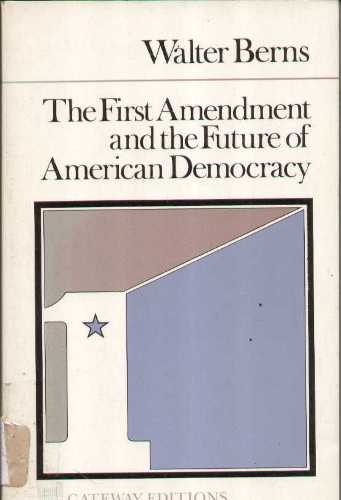 Walter Berns
The First Amendment
and the Future of
American Democracy
GATEWAY EDITIONS